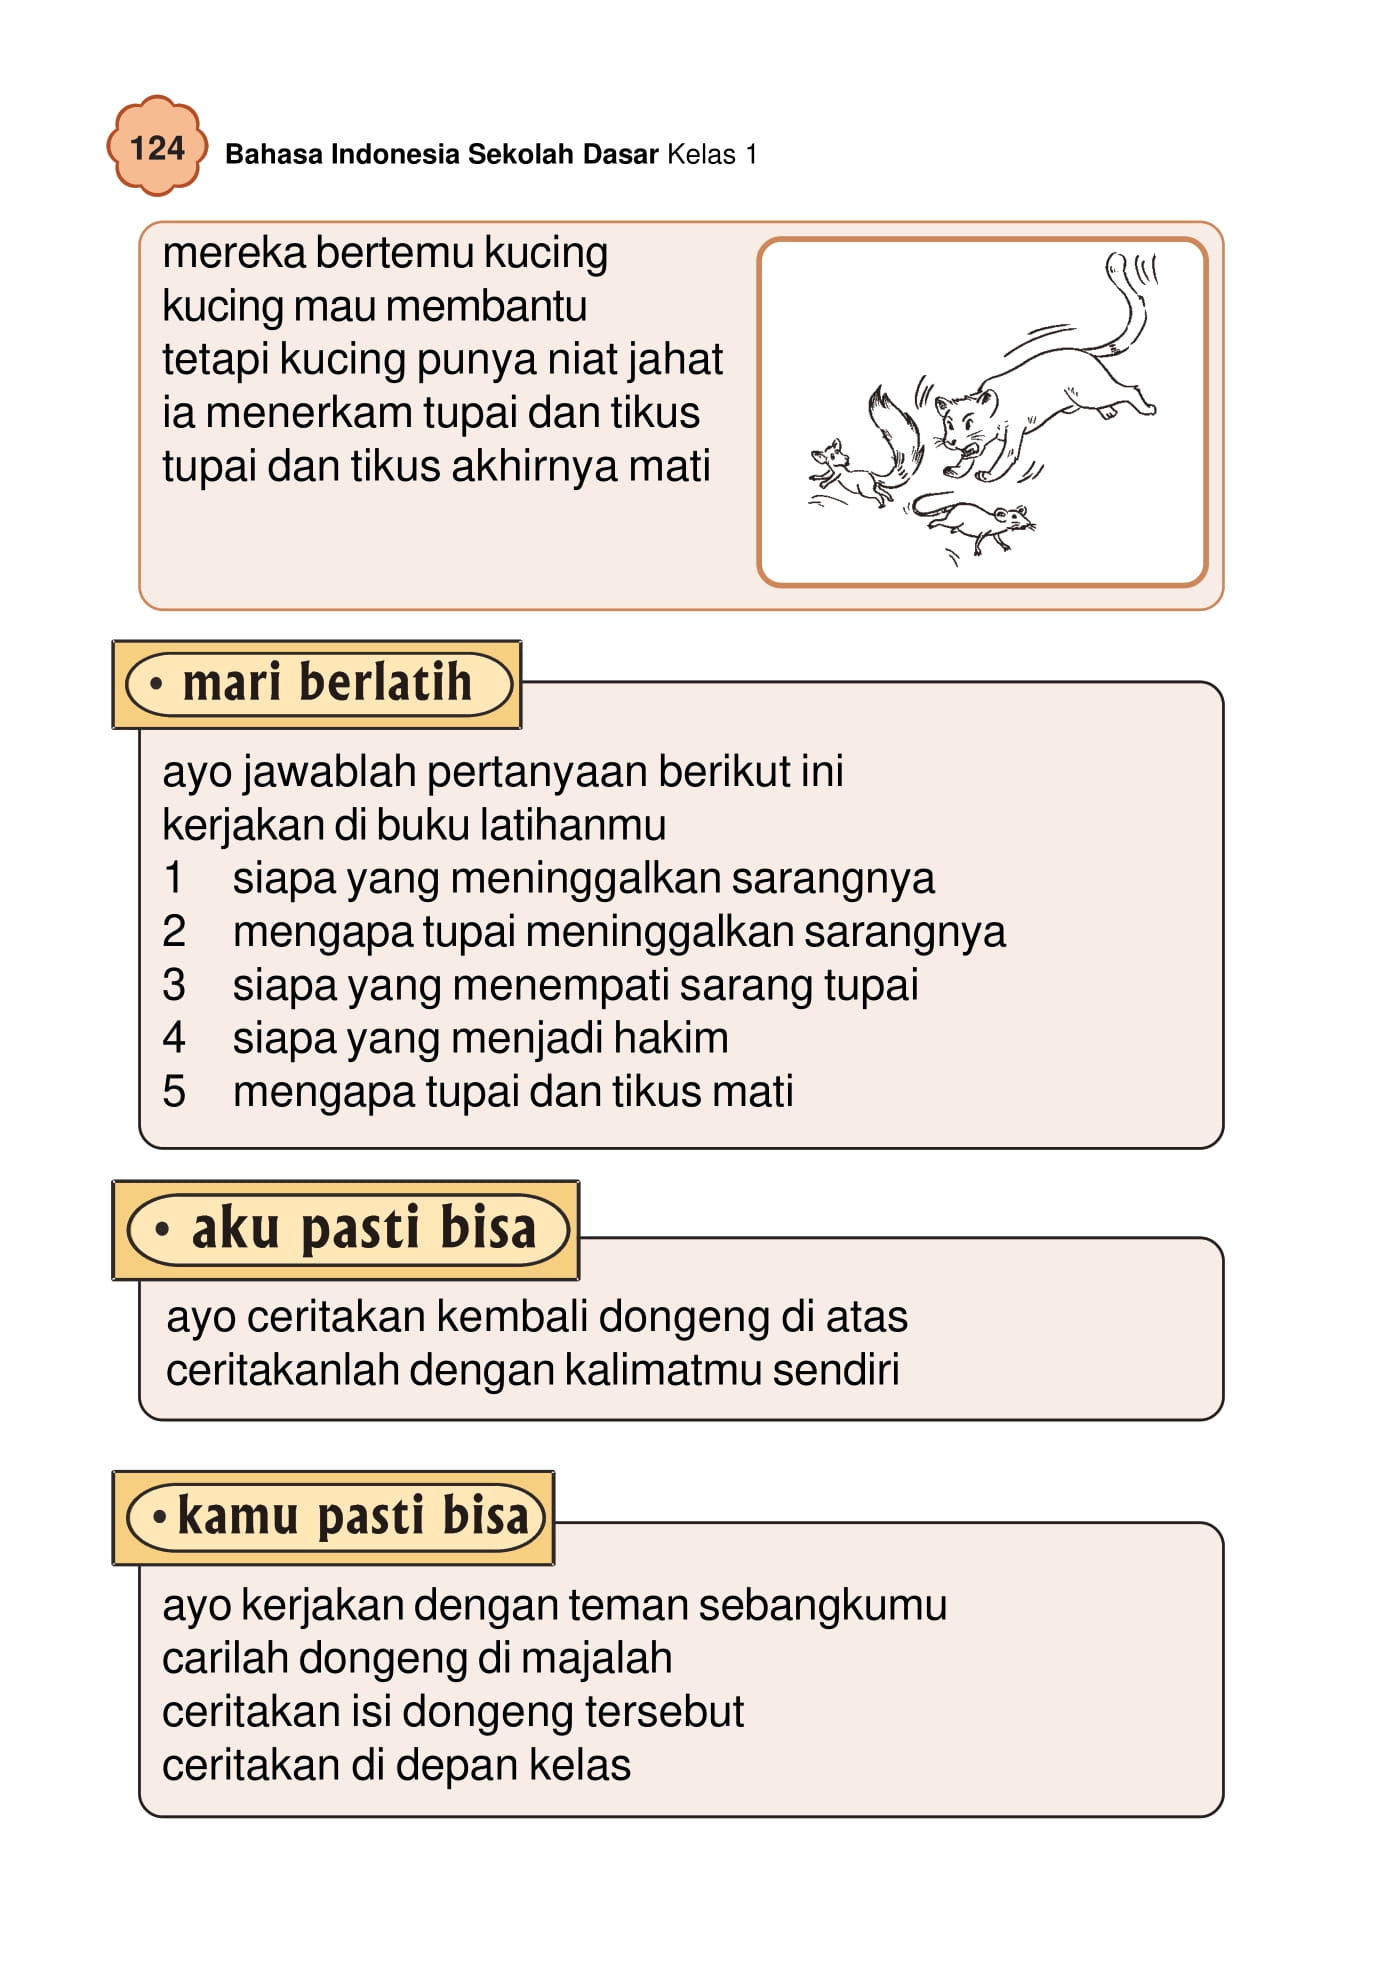 124
Bahasa Indonesia Sekolah Dasar Kelas 1
mereka bertemu kucing
kucing mau membantu
tetapi kucing punya niat jahat
ia menerkam tupai dan tikus
tupai dan tikus akhirnya mati
• mari berlatih
ayo jawablah pertanyaan berikut ini
kerjakan di buku latihanmu
1 siapa yang meninggalkan sarangnya
2 mengapa tupai meninggalkan sarangnya
3 siapa yang menempati sarang tupai
4 siapa yang menjadi hakim
5 mengapa tupai dan tikus mati
• aku pasti bisa
ayo ceritakan kembali dongeng di atas
ceritakanlah dengan kalimatmu sendiri
• kamu pasti bisa
ayo kerjakan dengan teman sebangkumu
carilah dongeng di majalah
ceritakan isi dongeng tersebut
ceritakan di depan kelas